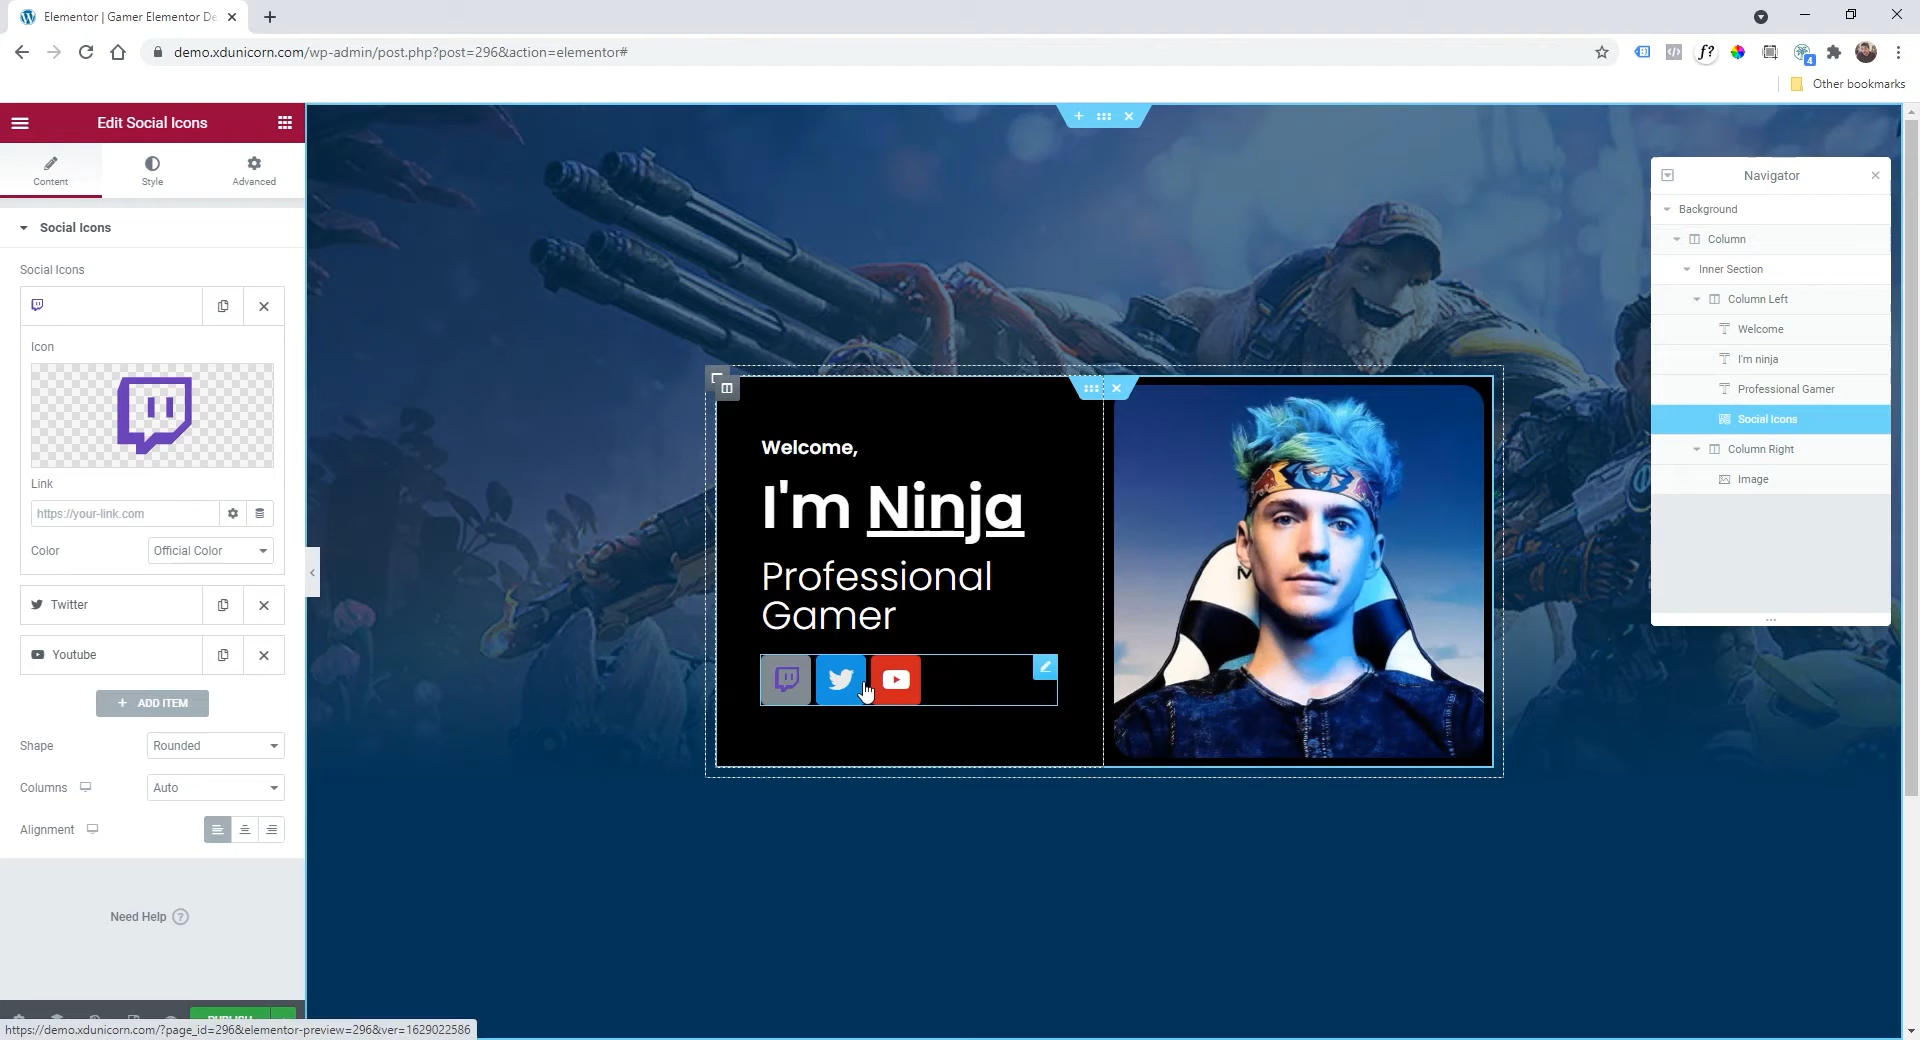 Elementor | Gamer Elementor De
demo.xdunicorn.com/wp-admin/post.php?post=296&action=elementor#
f?
4
Other bookmarks
Edit Social Icons
Content
Style
Advanced
Social Icons
Social Icons
Icon
Link
https://your-link.com
Color
Official Color
Twitter
Youtube
+ ADD ITEM
Shape
Rounded
Columns
Auto
Alignment
Need Help ?
PUBLISH
https://demo.xdunicorn.com/?page_id=296&elementor-preview=296&ver=1629022586
Welcome,
I'm Ninja
Professional
Gamer
Navigator
Background
Column
Inner Section
Column Left
Welcome
I'm ninja
Professional Gamer
Social Icons
Column Right
Image